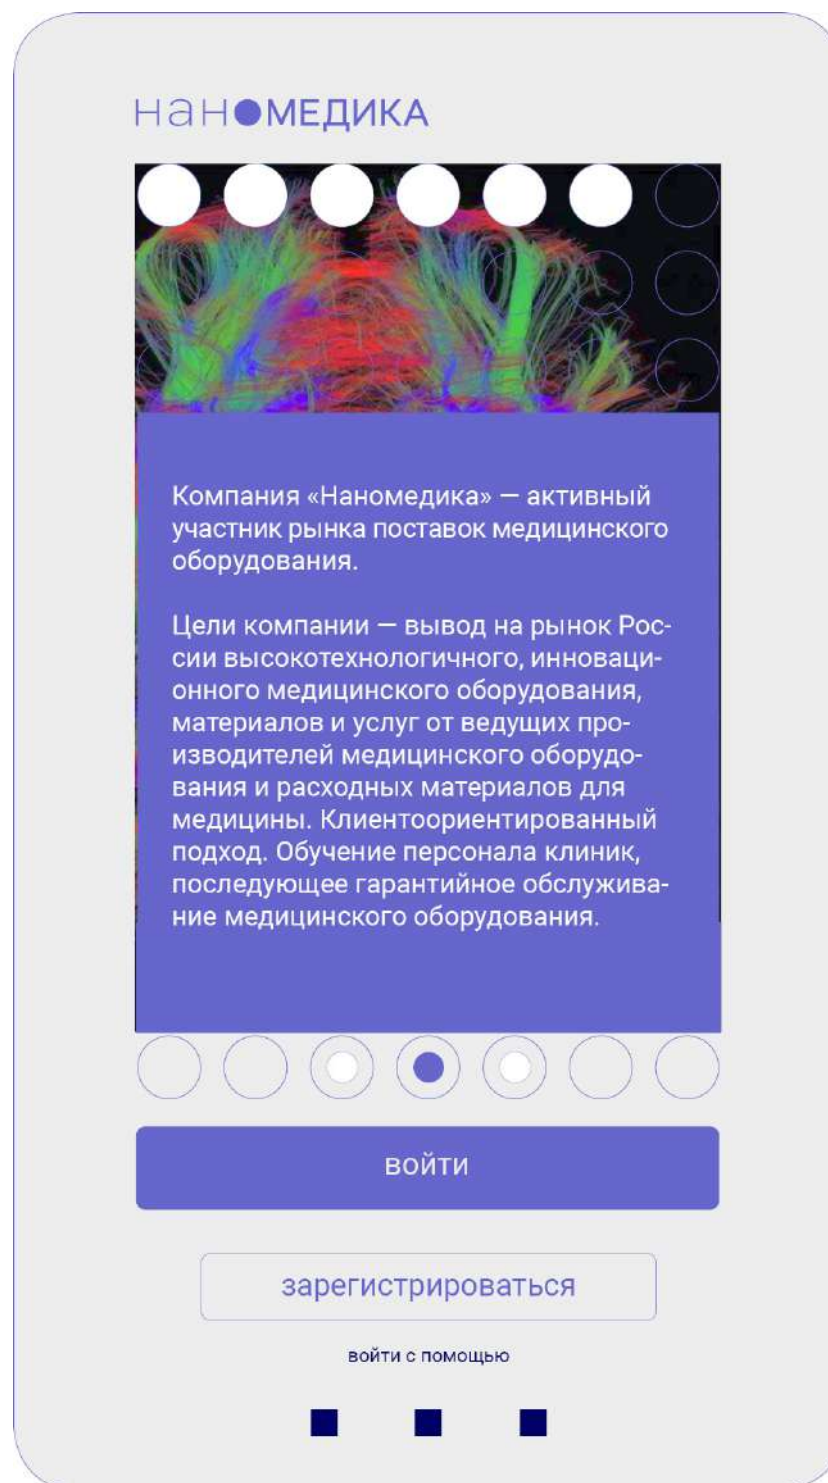 наномедика
Компания «Наномедика» — активный
участник рынка поставок медицинского
оборудования.
Цели компании — вывод на рынок Рос-
сии высокотехнологичного, инноваци-
онного медицинского оборудования,
материалов и услуг от ведущих про-
изводителей медицинского оборудо-
вания и расходных материалов для
медицины. Клиентоориентированный
подход. Обучение персонала клиник,
последующее гарантийное обслужива-
ние медицинского оборудования.
войти
зарегистрироваться
войти с помощью